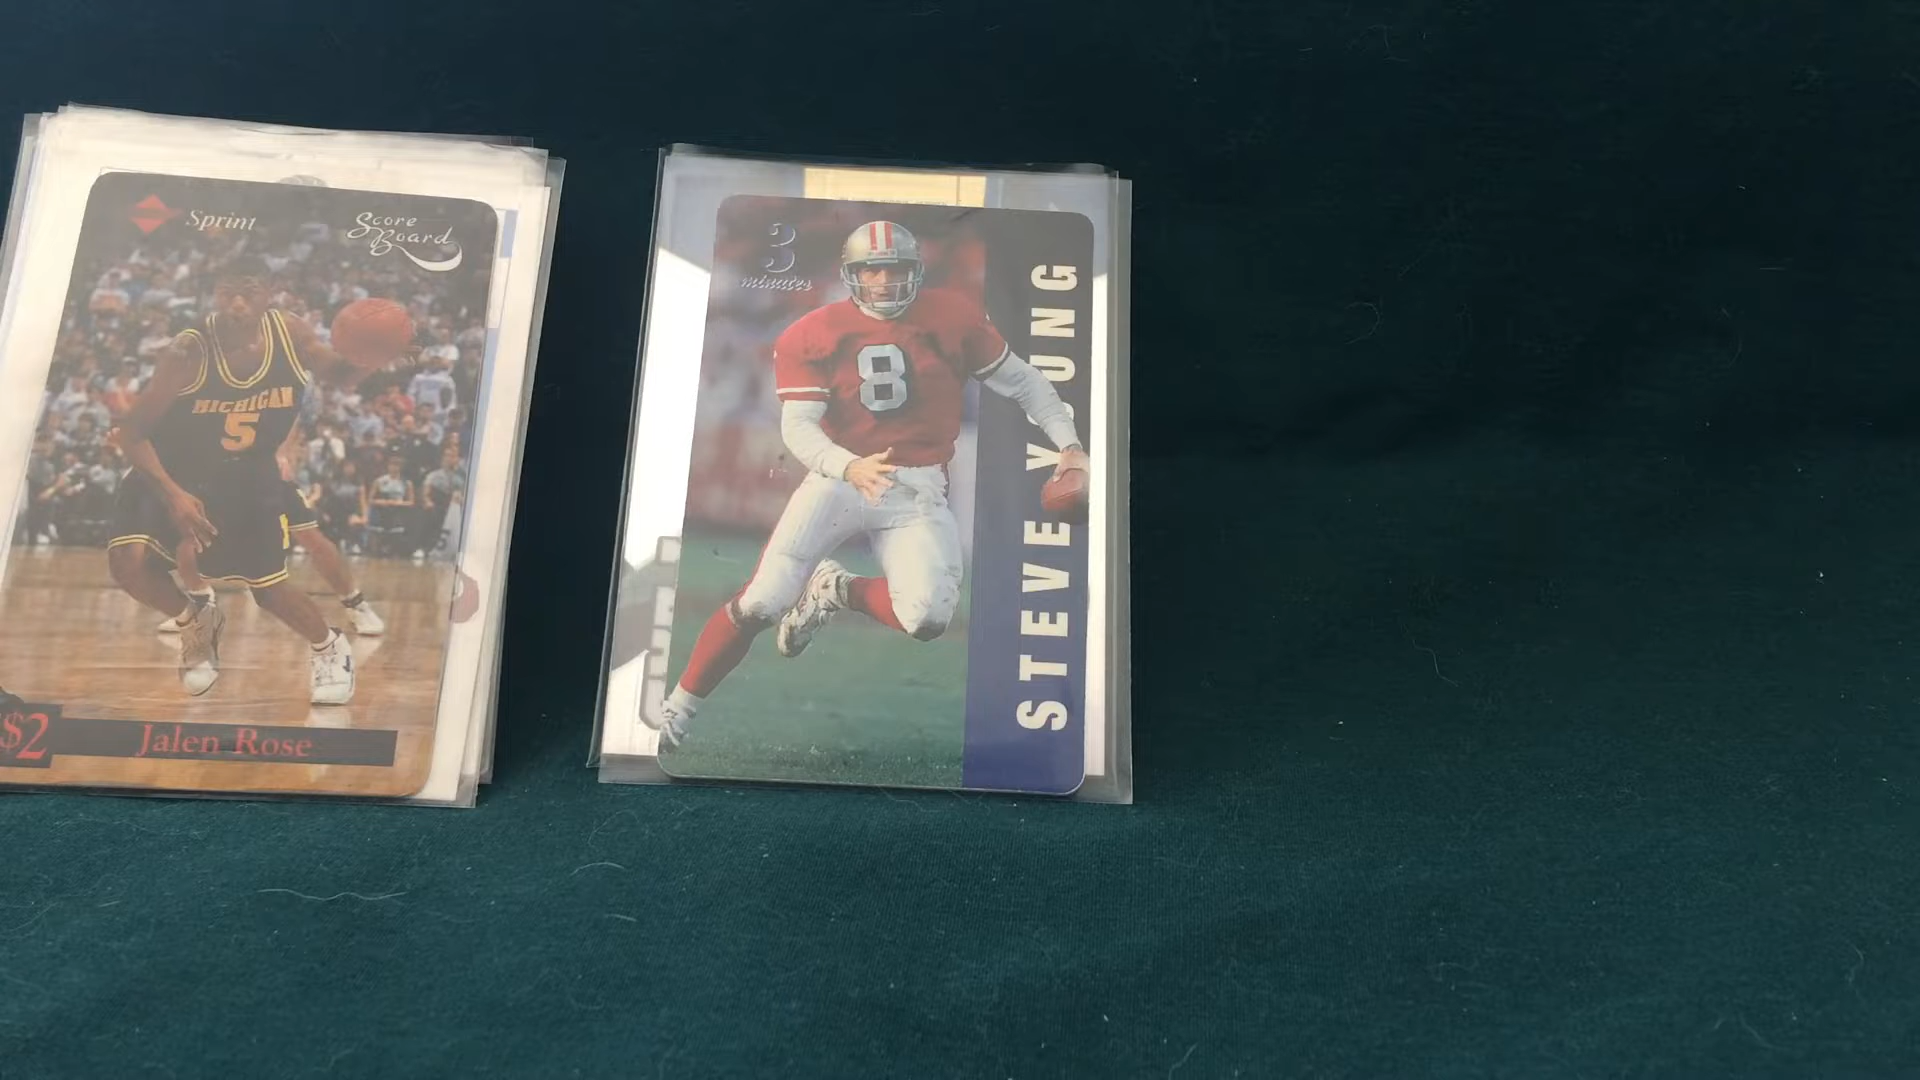 Sprint
Score Board
MICHIGAN
5
$2
Jalen Rose
3
minutes
8
STEVE YOUNG